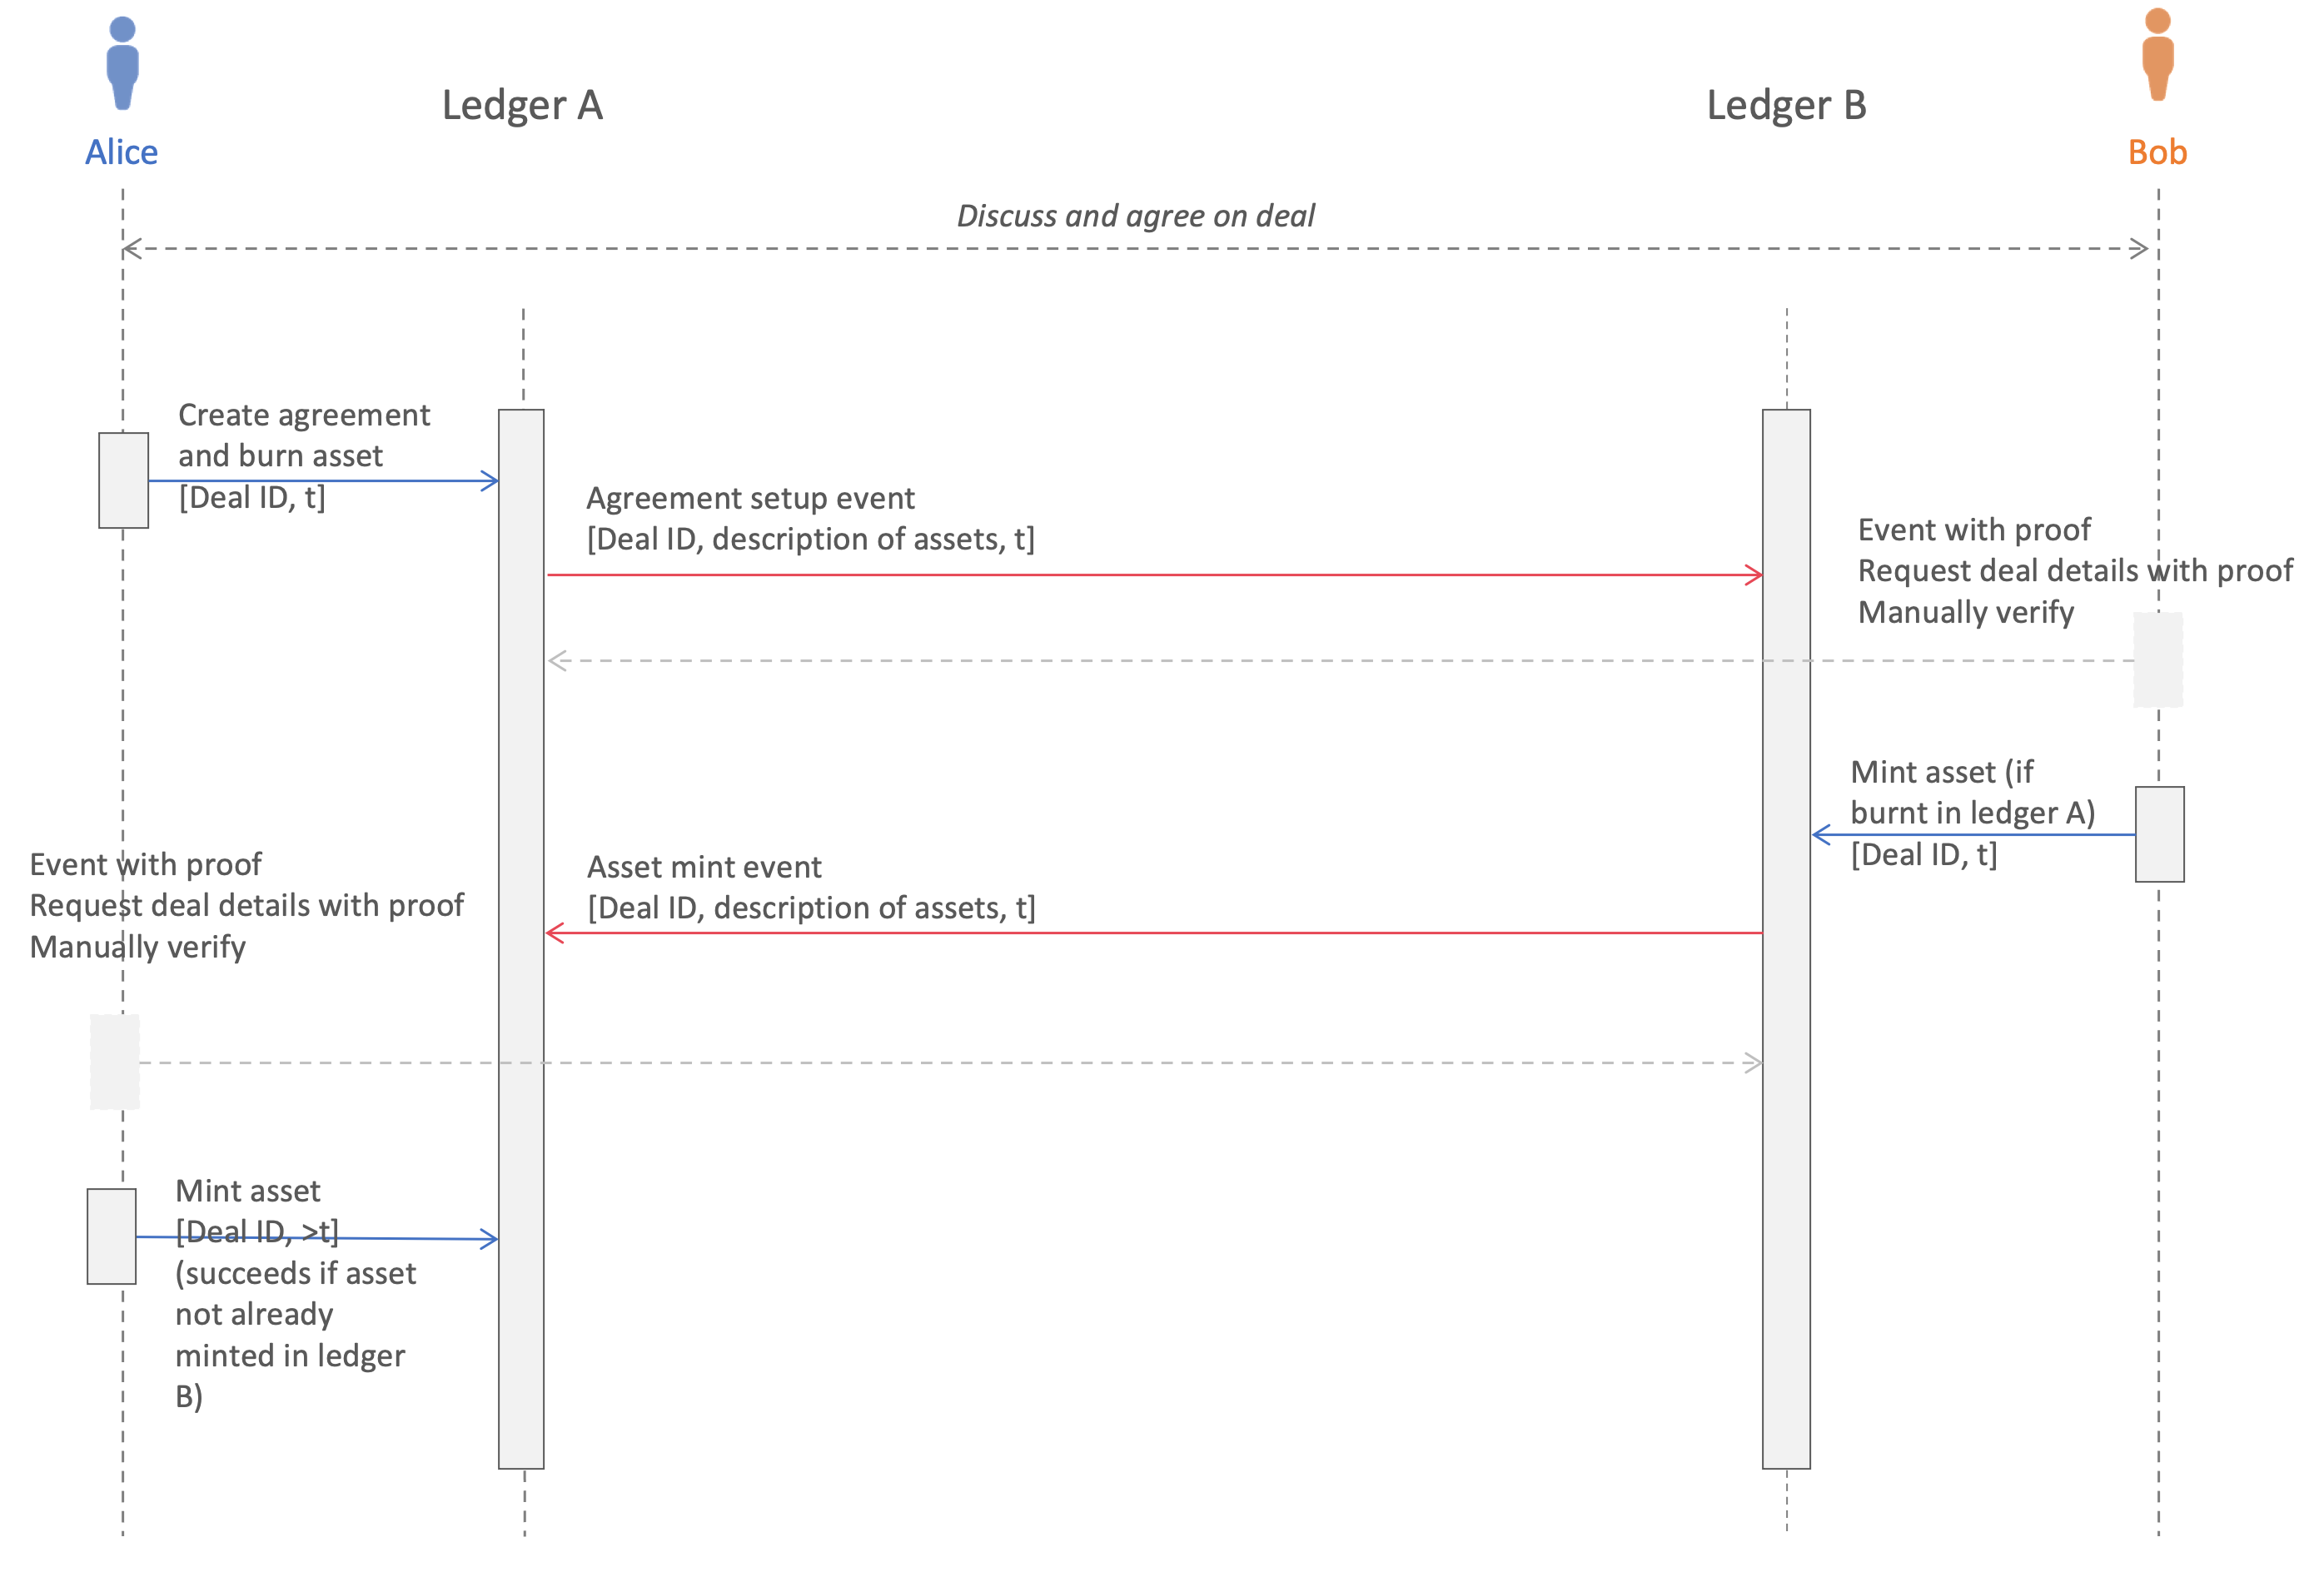 Ledger A
Ledger B
Alice
Bob
Discuss and agree on deal
Create agreement
and burn asset
[Deal ID, t]
Agreement setup event
[Deal ID, description of assets, t]
Event with proof
Request deal details with proof
Manually verify
Mint asset (if
burnt in ledger A)
[Deal ID, t]
Event with proof
Request deal details with proof
Manually verify
Asset mint event
[Deal ID, description of assets, t]
Mint asset
[Deal ID, >t]
(succeeds if asset
not already
minted in ledger
B)